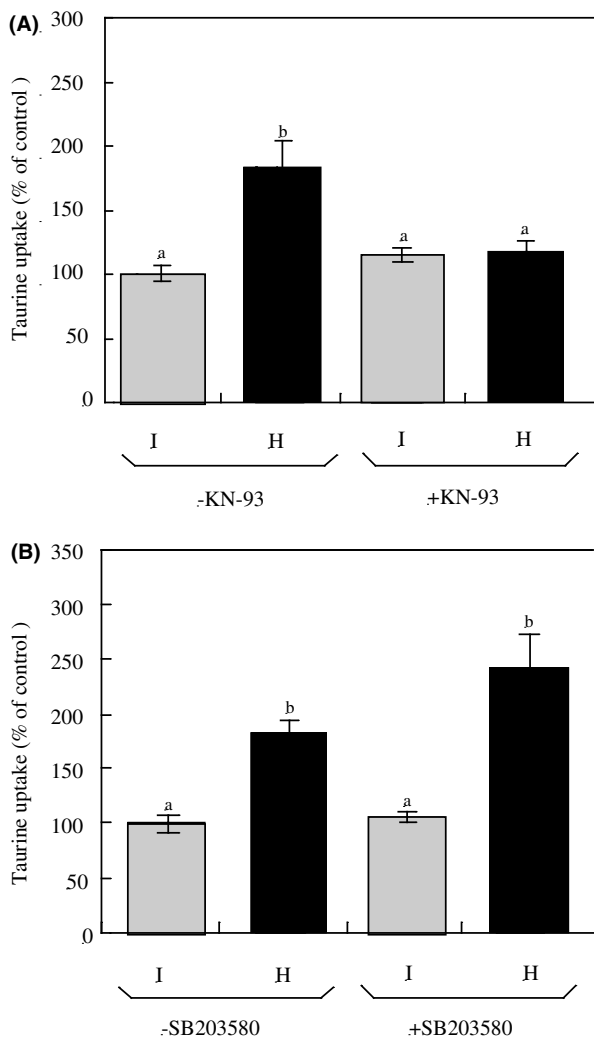 (A)
300
250
200
150
100
50
0
Taurine uptake (% of control )
a
b
a
a
I H I H
-KN-93 +KN-93
(B)
350
300
250
200
150
100
50
0
Taurine uptake (% of control )
a
b
a
b
I H I H
-SB203580 +SB203580